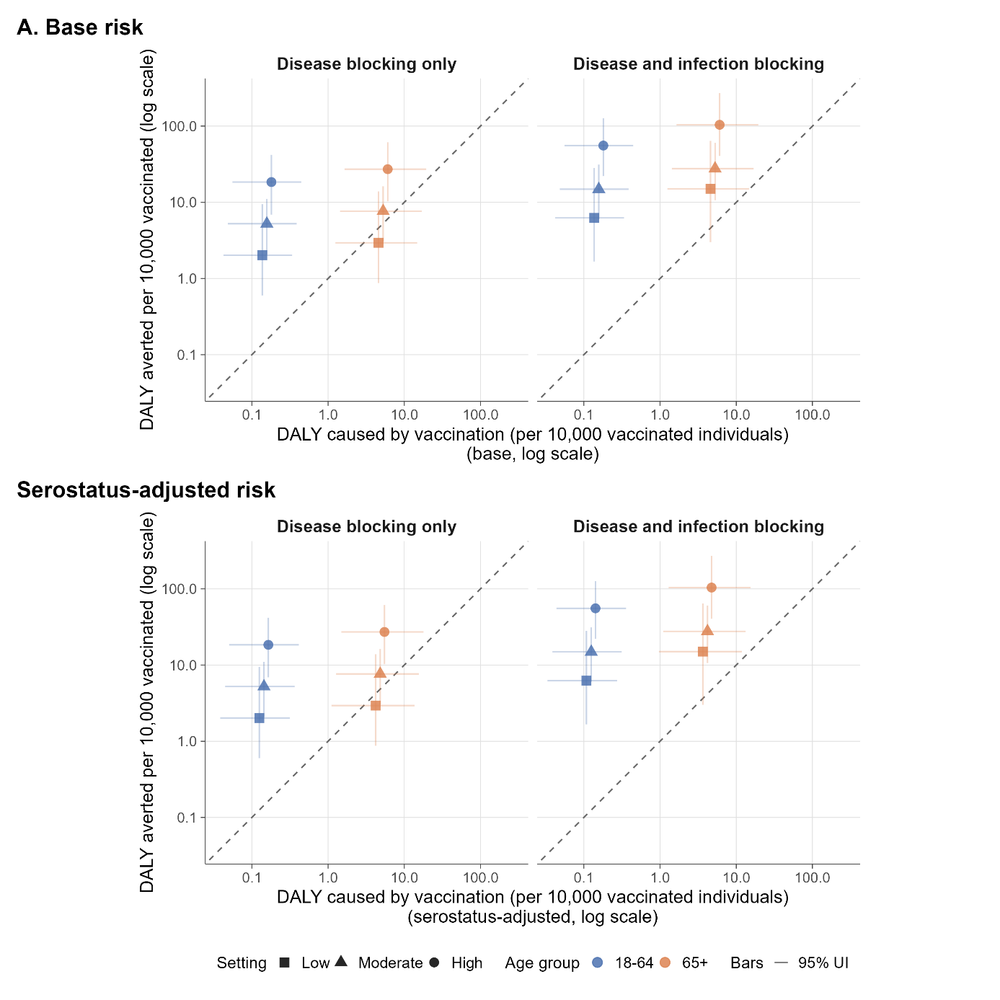 A. Base risk
Disease blocking only
Disease and infection blocking
DALY averted per 10,000 vaccinated (log scale)
100.0
10.0
1.0
0.1
0.1 1.0 10.0 100.0
0.1 1.0 10.0 100.0
DALY caused by vaccination (per 10,000 vaccinated individuals)
(base, log scale)
Serostatus-adjusted risk
Disease blocking only
Disease and infection blocking
DALY averted per 10,000 vaccinated (log scale)
100.0
10.0
1.0
0.1
0.1 1.0 10.0 100.0
0.1 1.0 10.0 100.0
DALY caused by vaccination (per 10,000 vaccinated individuals)
(serostatus-adjusted, log scale)
Setting Low Moderate High Age group 18-64 65+ Bars 95% UI